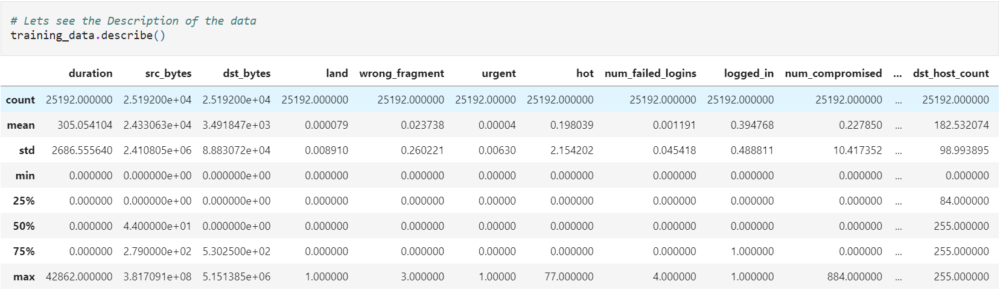 # Lets see the Description of the data
training_data.describe()
duration src_bytes dst_bytes land wrong_fragment urgent hot num_failed_logins logged_in num_compromised ... dst_host_count
count 25192.000000 2.519200e+04 2.519200e+04 25192.000000 25192.000000 25192.00000 25192.000000 25192.000000 25192.000000 25192.000000 ... 25192.000000
mean 305.054104 2.433063e+04 3.491847e+03 0.000079 0.023738 0.00004 0.198039 0.001191 0.394768 0.227850 ... 182.532074
std 2686.555640 2.410805e+06 8.883072e+04 0.008910 0.260221 0.00630 2.154202 0.045418 0.488811 10.417352 ... 98.993895
min 0.000000 0.000000e+00 0.000000e+00 0.000000 0.000000 0.00000 0.000000 0.000000 0.000000 0.000000 ... 0.000000
25% 0.000000 0.000000e+00 0.000000e+00 0.000000 0.000000 0.00000 0.000000 0.000000 0.000000 0.000000 ... 84.000000
50% 0.000000 4.400000e+01 0.000000e+00 0.000000 0.000000 0.00000 0.000000 0.000000 0.000000 0.000000 ... 255.000000
75% 0.000000 2.790000e+02 5.302500e+02 0.000000 0.000000 0.00000 0.000000 0.000000 1.000000 0.000000 ... 255.000000
max 42862.000000 3.817091e+08 5.151385e+06 1.000000 3.000000 1.00000 77.000000 4.000000 1.000000 884.000000 ... 255.000000